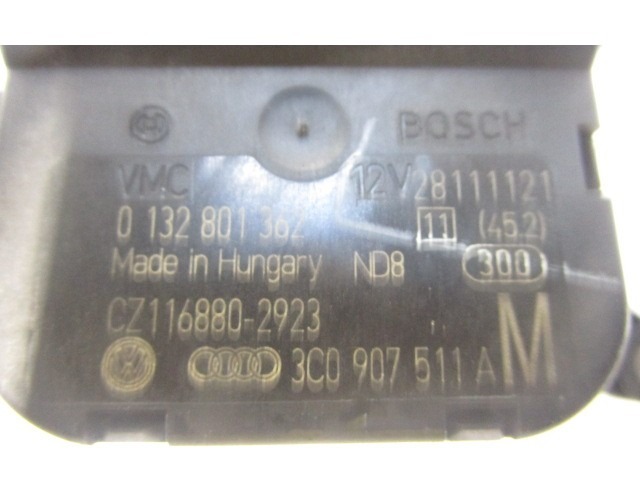 BOSCH
VMC 12V 28111121
0 132 801 362 11 (45.2)
Made in Hungary ND8 300
CZ116880-2923
3C0 907 511 A M